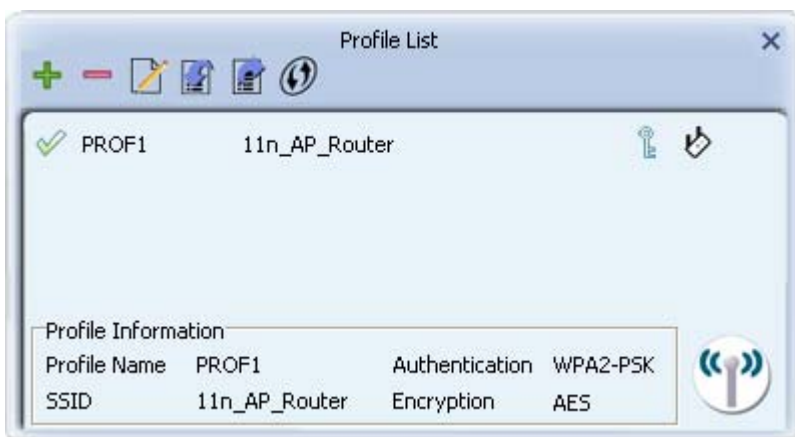 Profile List
PROF1 11n_AP_Router
Profile Information
Profile Name PROF1 Authentication WPA2-PSK
SSID 11n_AP_Router Encryption AES